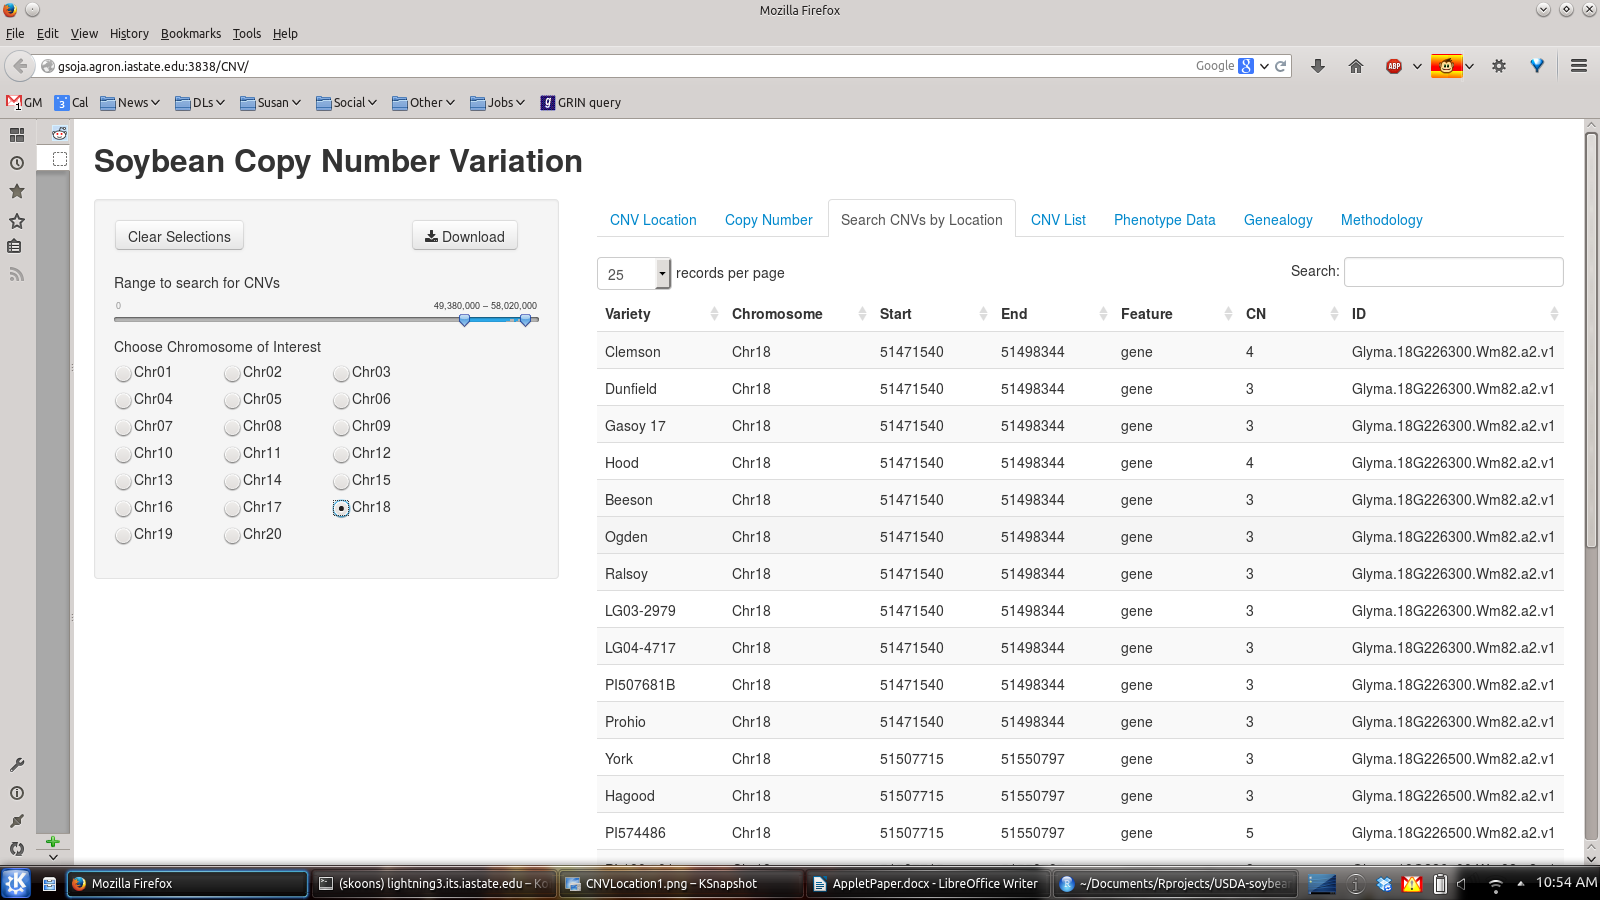 Mozilla Firefox
File Edit View History Bookmarks Tools Help
gsoja.agron.iastate.edu:3838/CNV/ Google 8 ABP
1 GM 3 Cal News DLs Susan Social Other Jobs g GRIN query
Soybean Copy Number Variation
Clear Selections Download
Range to search for CNVs
0 49,380,000 – 58,020,000
Choose Chromosome of Interest
Chr01 Chr02 Chr03
Chr04 Chr05 Chr06
Chr07 Chr08 Chr09
Chr10 Chr11 Chr12
Chr13 Chr14 Chr15
Chr16 Chr17 Chr18
Chr19 Chr20
CNV Location Copy Number Search CNVs by Location CNV List Phenotype Data Genealogy Methodology
25 records per page Search:
Variety Chromosome Start End Feature CN ID
Clemson Chr18 51471540 51498344 gene 4 Glyma.18G226300.Wm82.a2.v1
Dunfield Chr18 51471540 51498344 gene 3 Glyma.18G226300.Wm82.a2.v1
Gasoy 17 Chr18 51471540 51498344 gene 3 Glyma.18G226300.Wm82.a2.v1
Hood Chr18 51471540 51498344 gene 4 Glyma.18G226300.Wm82.a2.v1
Beeson Chr18 51471540 51498344 gene 3 Glyma.18G226300.Wm82.a2.v1
Ogden Chr18 51471540 51498344 gene 3 Glyma.18G226300.Wm82.a2.v1
Ralsoy Chr18 51471540 51498344 gene 3 Glyma.18G226300.Wm82.a2.v1
LG03-2979 Chr18 51471540 51498344 gene 3 Glyma.18G226300.Wm82.a2.v1
LG04-4717 Chr18 51471540 51498344 gene 3 Glyma.18G226300.Wm82.a2.v1
PI507681B Chr18 51471540 51498344 gene 3 Glyma.18G226300.Wm82.a2.v1
Prohio Chr18 51471540 51498344 gene 3 Glyma.18G226300.Wm82.a2.v1
York Chr18 51507715 51550797 gene 3 Glyma.18G226500.Wm82.a2.v1
Hagood Chr18 51507715 51550797 gene 3 Glyma.18G226500.Wm82.a2.v1
PI574486 Chr18 51507715 51550797 gene 5 Glyma.18G226500.Wm82.a2.v1
Mozilla Firefox (skoons) lightning3.its.iastate.edu – Ko CNVLocation1.png – KSnapshot AppletPaper.docx - LibreOffice Writer ~/Documents/Rprojects/USDA-soybean 10:54 AM